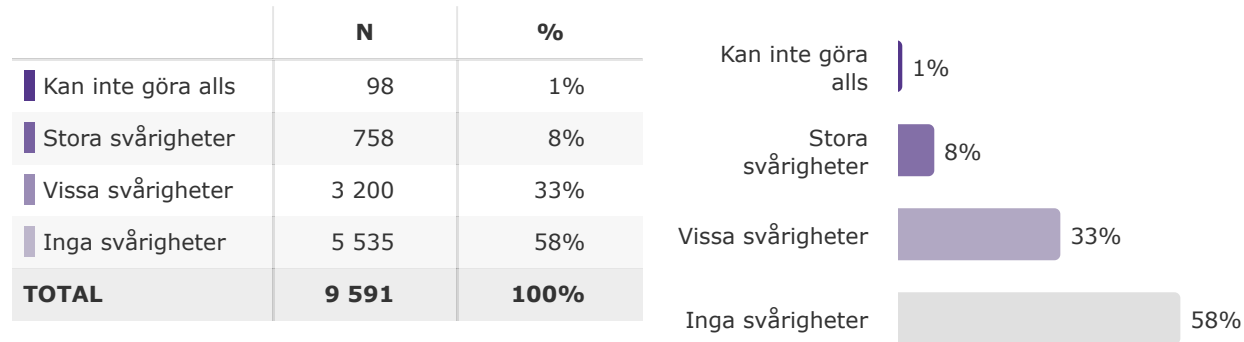 N %
Kan inte göra alls 98 1%
Stora svårigheter 758 8%
Vissa svårigheter 3 200 33%
Inga svårigheter 5 535 58%
TOTAL 9 591 100%
Kan inte göra
alls
1%
Stora
svårigheter
8%
Vissa svårigheter 33%
Inga svårigheter 58%